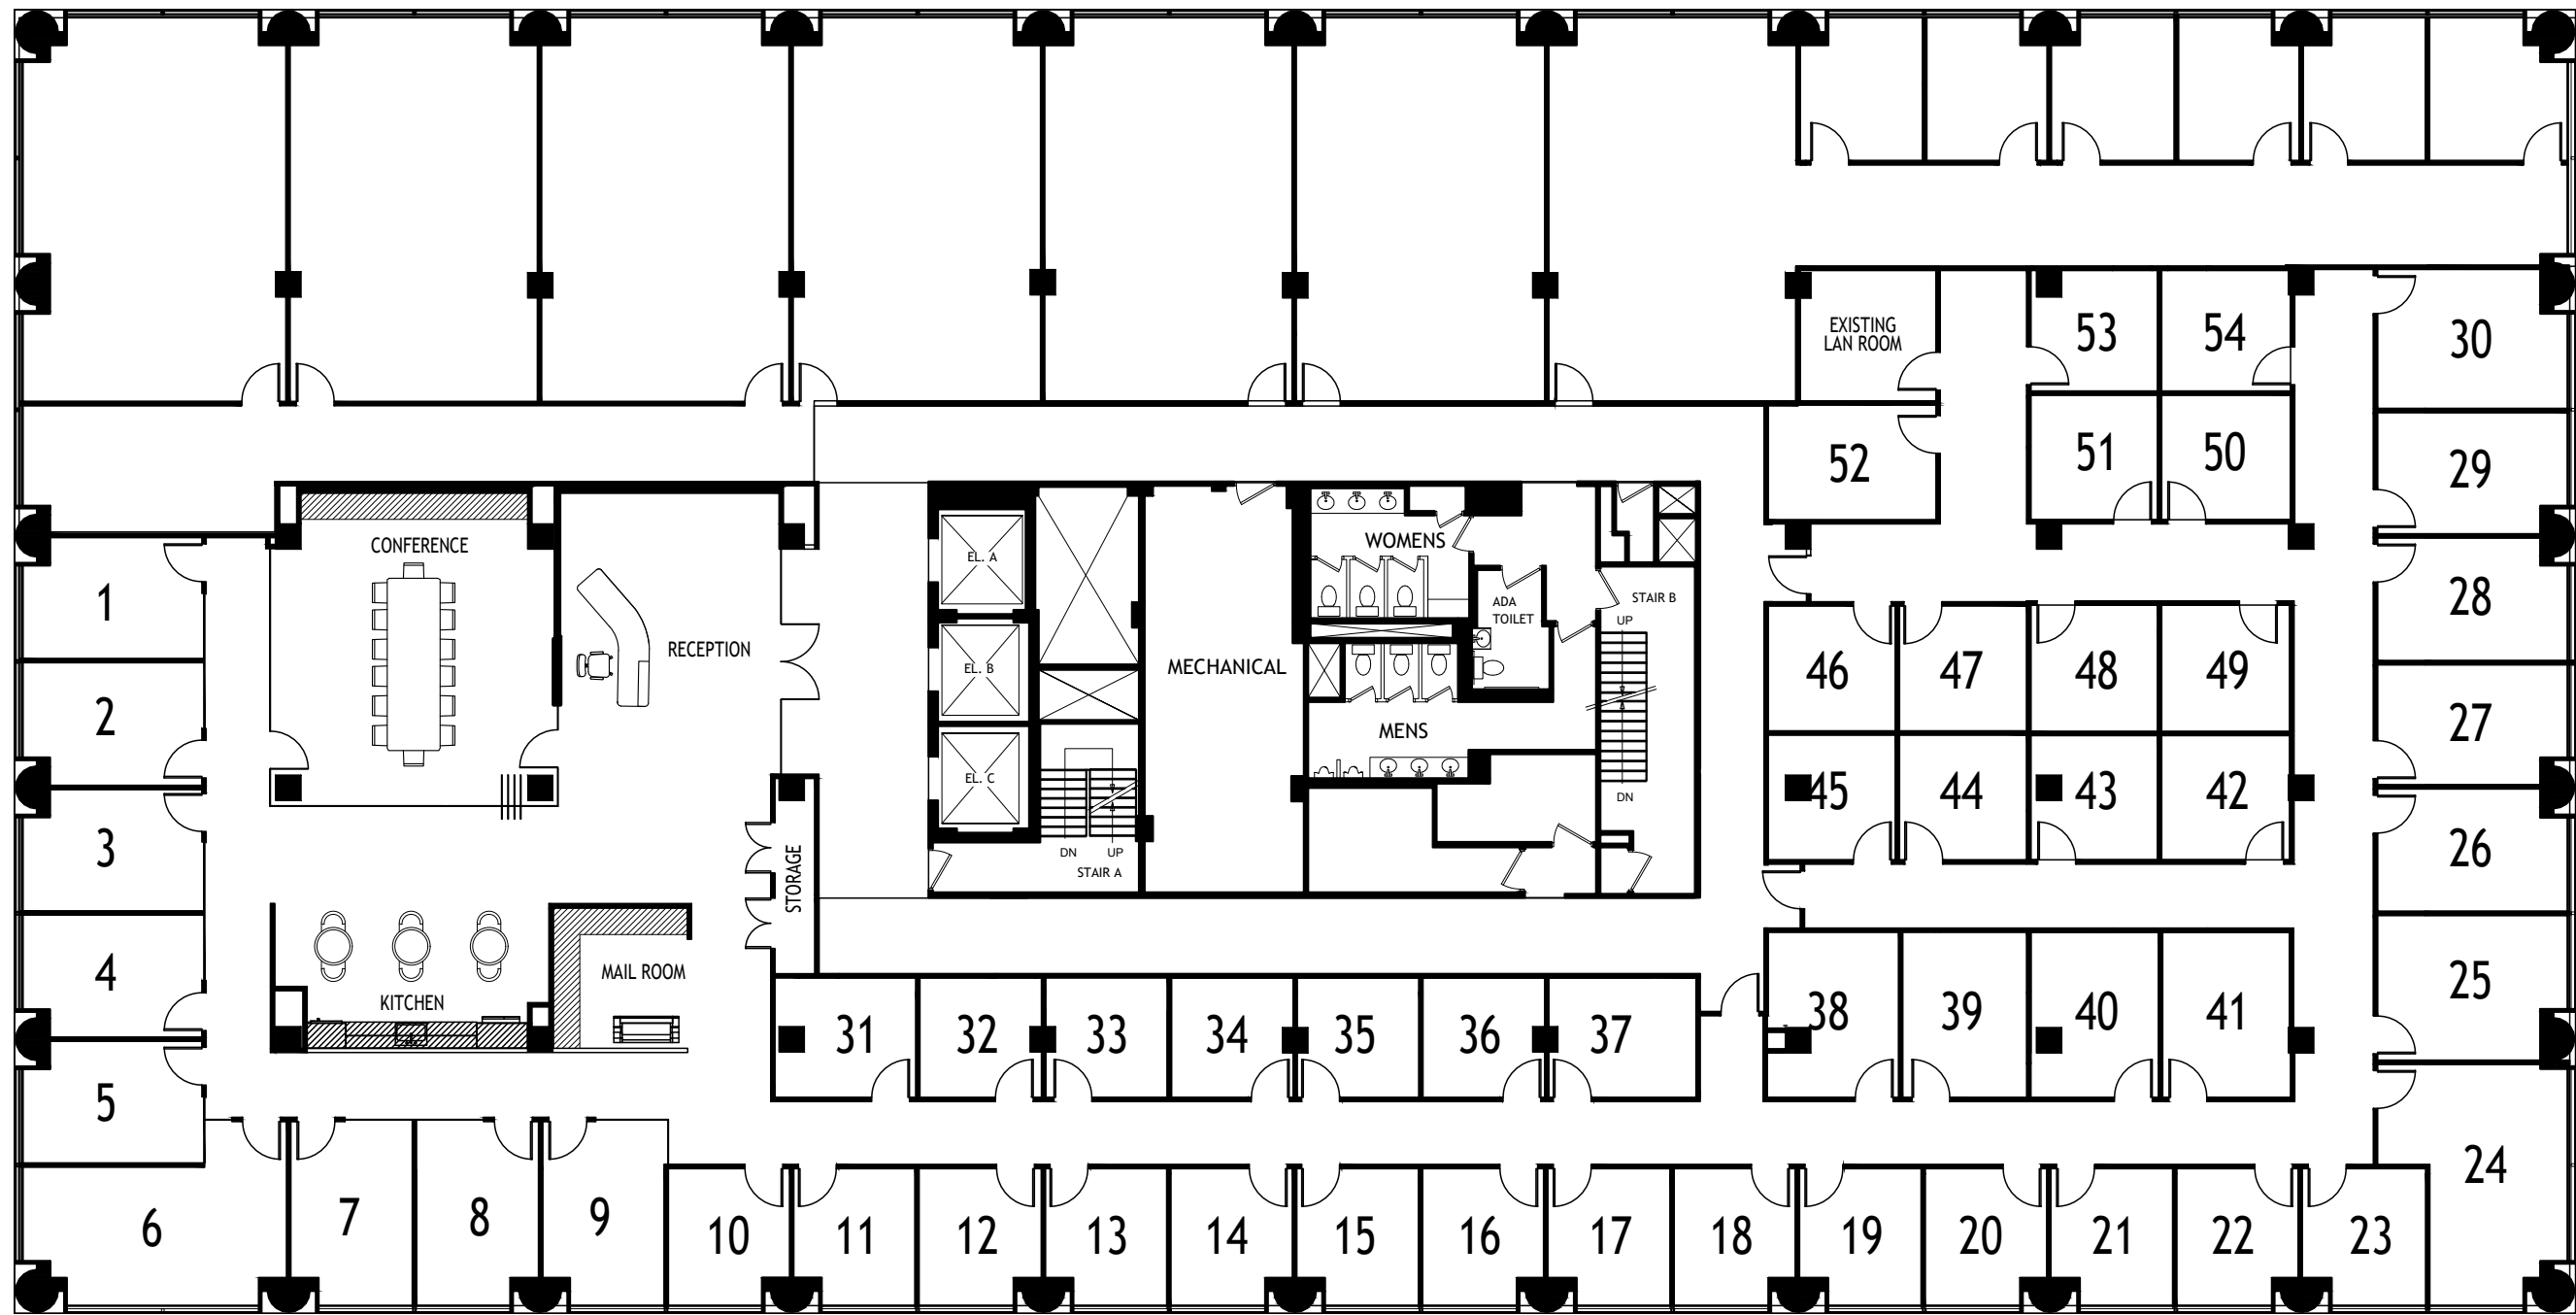 EXISTING
LAN ROOM
53
54
30
52
51
50
29
CONFERENCE
EL. A
WOMENS
1
ADA
TOILET
STAIR B
UP
28
RECEPTION
EL. B
MECHANICAL
46
47
48
49
2
MENS
27
EL. C
DN
45
44
43
42
3
STORAGE
DN
UP
STAIR A
26
4
MAIL ROOM
KITCHEN
25
38
39
40
41
31
32
33
34
35
36
37
5
24
6
7
8
9
10
11
12
13
14
15
16
17
18
19
20
21
22
23